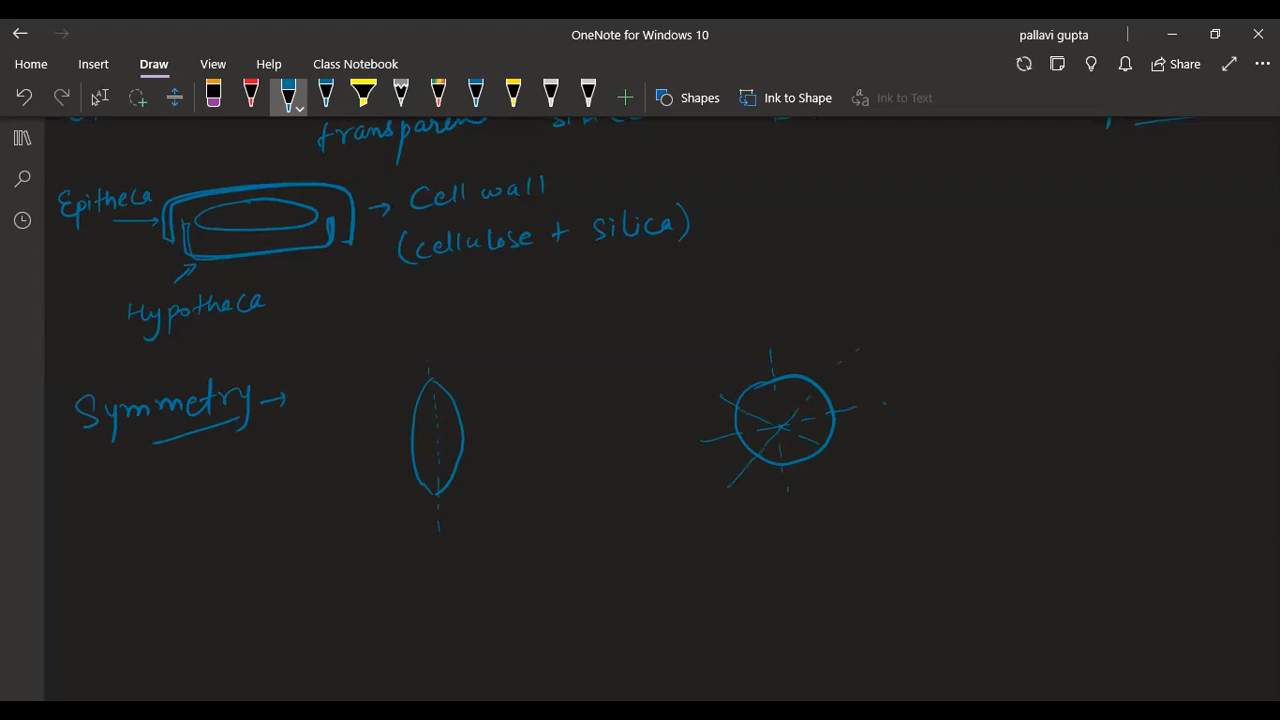 OneNote for Windows 10
pallavi gupta
Home Insert Draw View Help Class Notebook
Share
Shapes
Ink to Shape
Ink to Text
Epitheca
Cell wall
(cellulose + silica)
Hypotheca
Symmetry →